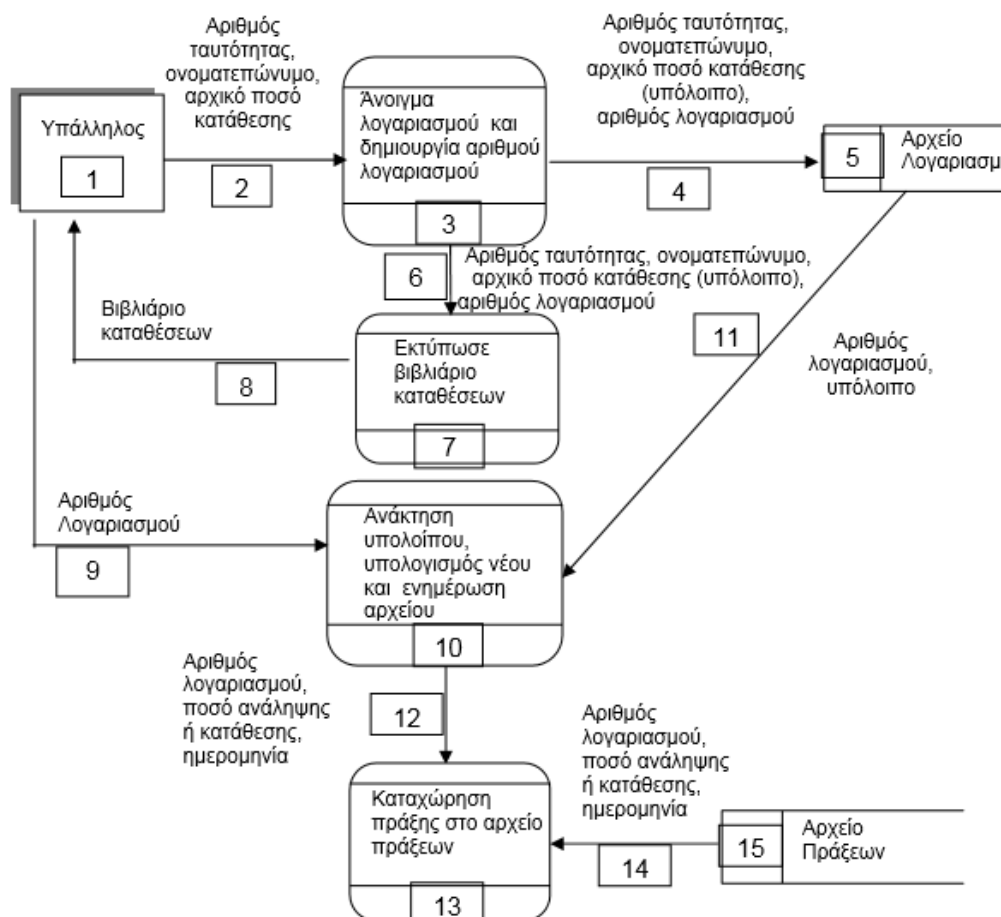 Αριθμός
ταυτότητας,
ονοματεπώνυμο,
αρχικό ποσό
κατάθεσης
Αριθμός ταυτότητας,
ονοματεπώνυμο,
αρχικό ποσό κατάθεσης
(υπόλοιπο),
αριθμός λογαριασμού
Υπάλληλος
1
2
Άνοιγμα
λογαριασμού και
δημιουργία αριθμού
λογαριασμού
3
4
5
Αρχείο
Λογαριασμ
6
Αριθμός ταυτότητας, ονοματεπώνυμο,
αρχικό ποσό κατάθεσης (υπόλοιπο),
αριθμός λογαριασμού
Βιβλιάριο
καταθέσεων
8
Εκτύπωσε
βιβλιάριο
καταθέσεων
7
11
Αριθμός
λογαριασμού,
υπόλοιπο
Αριθμός
Λογαριασμού
9
Ανάκτηση
υπολοίπου,
υπολογισμός νέου
και ενημέρωση
αρχείου
10
Αριθμός
λογαριασμού,
ποσό ανάληψης
ή κατάθεσης,
ημερομηνία
12
Αριθμός
λογαριασμού,
ποσό ανάληψης
ή κατάθεσης,
ημερομηνία
Καταχώρηση
πράξης στο αρχείο
πράξεων
13
14
15
Αρχείο
Πράξεων